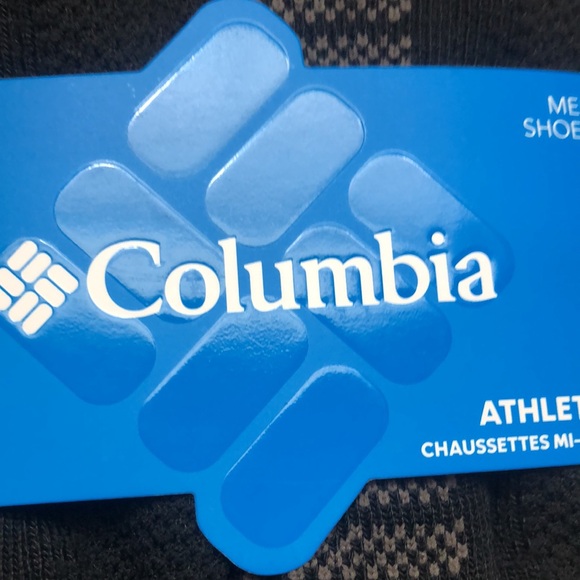 ME
SHOE
Columbia
ATHLET
CHAUSSETTES MI-